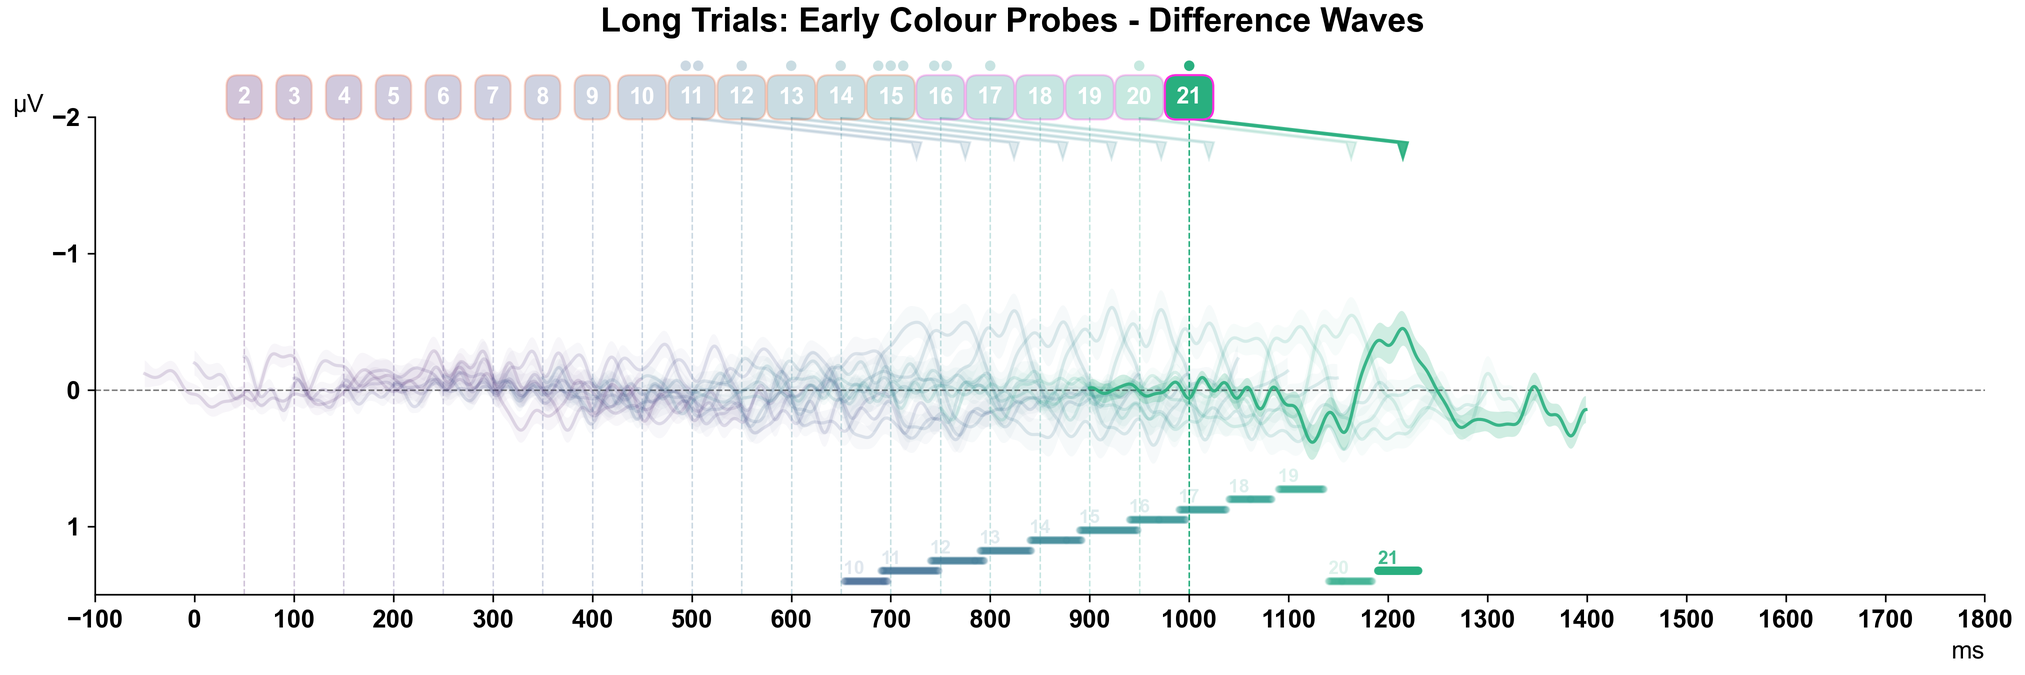 Long Trials: Early Colour Probes - Difference Waves
2 3 4 5 6 7 8 9 10 11 12 13 14 15 16 17 18 19 20 21
µV
−2
−1
0
1
19
18
17
16
15
14
13
12
10 11 20 21
−100 0 100 200 300 400 500 600 700 800 900 1000 1100 1200 1300 1400 1500 1600 1700 1800
ms